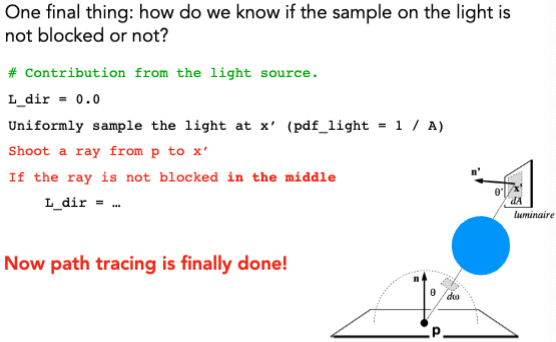 One final thing: how do we know if the sample on the light is
not blocked or not?
# Contribution from the light source.
L_dir = 0.0
Uniformly sample the light at x′ (pdf_light = 1 / A)
Shoot a ray from p to x′
If the ray is not blocked in the middle
L_dir = …
Now path tracing is finally done!
n'
θ'
x'
dA
luminaire
n
θ
dω
p